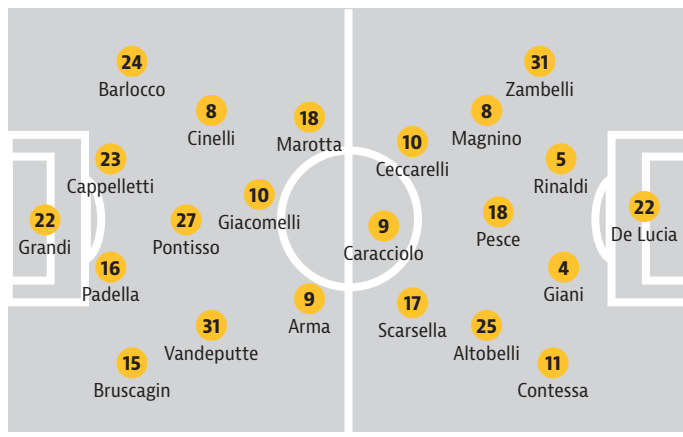 24
Barlocco
8
Cinelli
18
Marotta
23
Cappelletti
10
Giacomelli
22
Grandi
27
Pontisso
16
Padella
9
Arma
31
Vandeputte
15
Bruscagin
31
Zambelli
8
Magnino
10
Ceccarelli
5
Rinaldi
18
Pesce
22
De Lucia
9
Caracciolo
4
Giani
17
Scarsella
25
Altobelli
11
Contessa